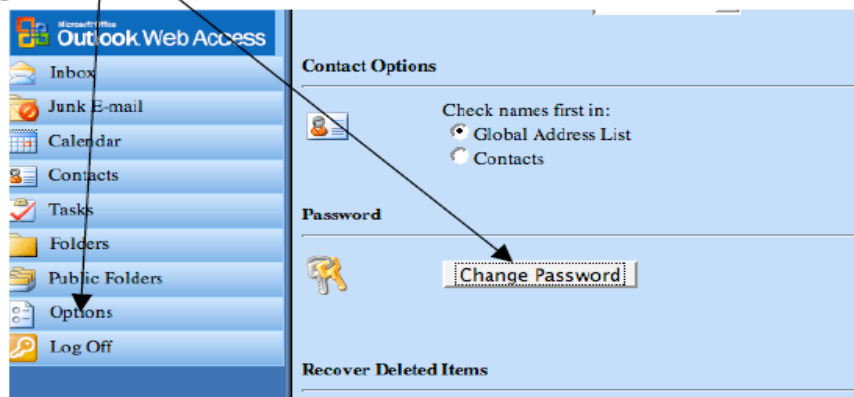 Microsoft Office
Outlook Web Access
Inbox
Junk E-mail
Calendar
Contacts
Tasks
Folders
Public Folders
Options
Log Off
Contact Options
Check names first in:
Global Address List
Contacts
Password
Change Password
Recover Deleted Items